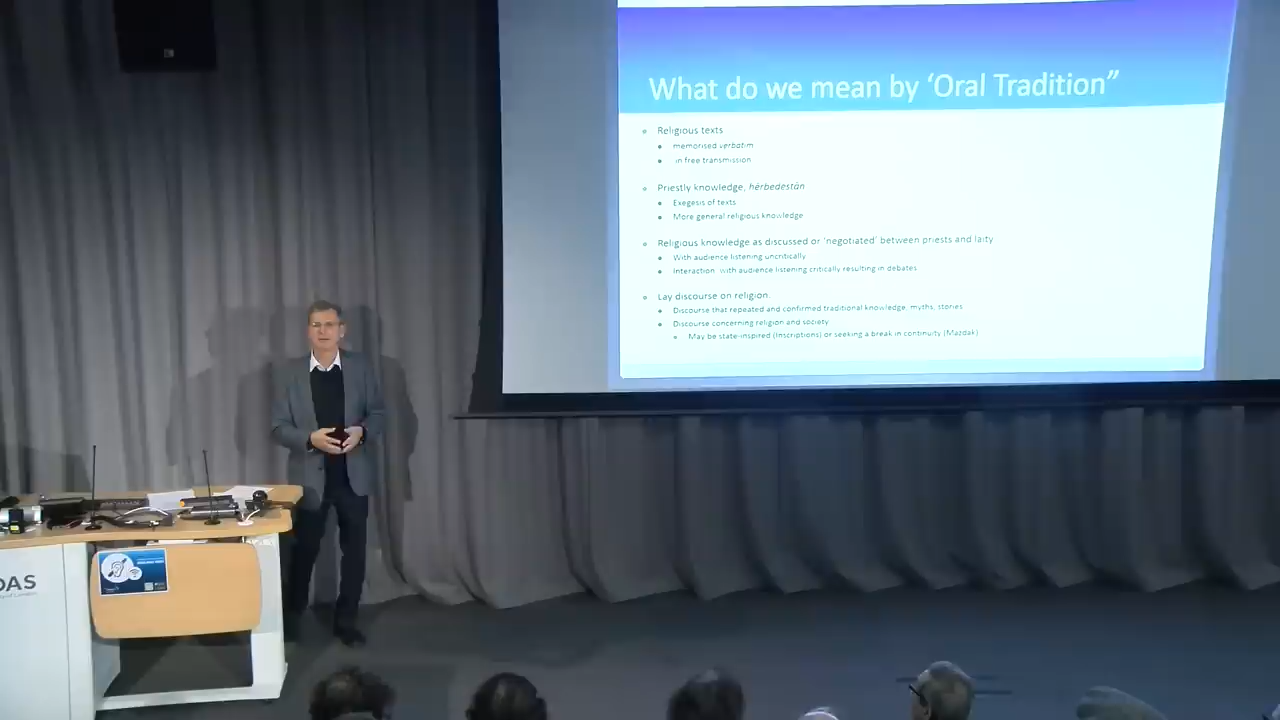 What do we mean by ‘Oral Tradition”
Religious texts
memorised verbatim
in free transmission
Priestly knowledge, hērbedestān
Exegesis of texts
More general religious knowledge
Religious knowledge as discussed or ‘negotiated’ between priests and laity
With audience listening uncritically
Interaction with audience listening critically resulting in debates
Lay discourse on religion.
Discourse that repeated and confirmed traditional knowledge, myths, stories
Discourse concerning religion and society
May be state-inspired (Inscriptions) or seeking a break in continuity (Mazdak)
OAS